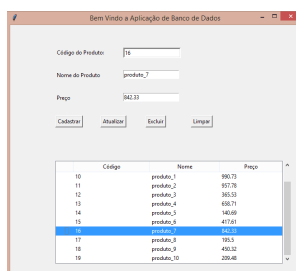 Bem Vindo a Aplicação de Banco de Dados
Código do Produto: 16
Nome do Produto produto_7
Preço 842.33
Cadastrar Atualizar Excluir Limpar
Código Nome Preço
10 produto_1 990.73
11 produto_2 957.78
12 produto_3 365.53
13 produto_4 658.71
14 produto_5 140.69
15 produto_6 417.61
16 produto_7 842.33
17 produto_8 195.5
18 produto_9 450.32
19 produto_10 209.48